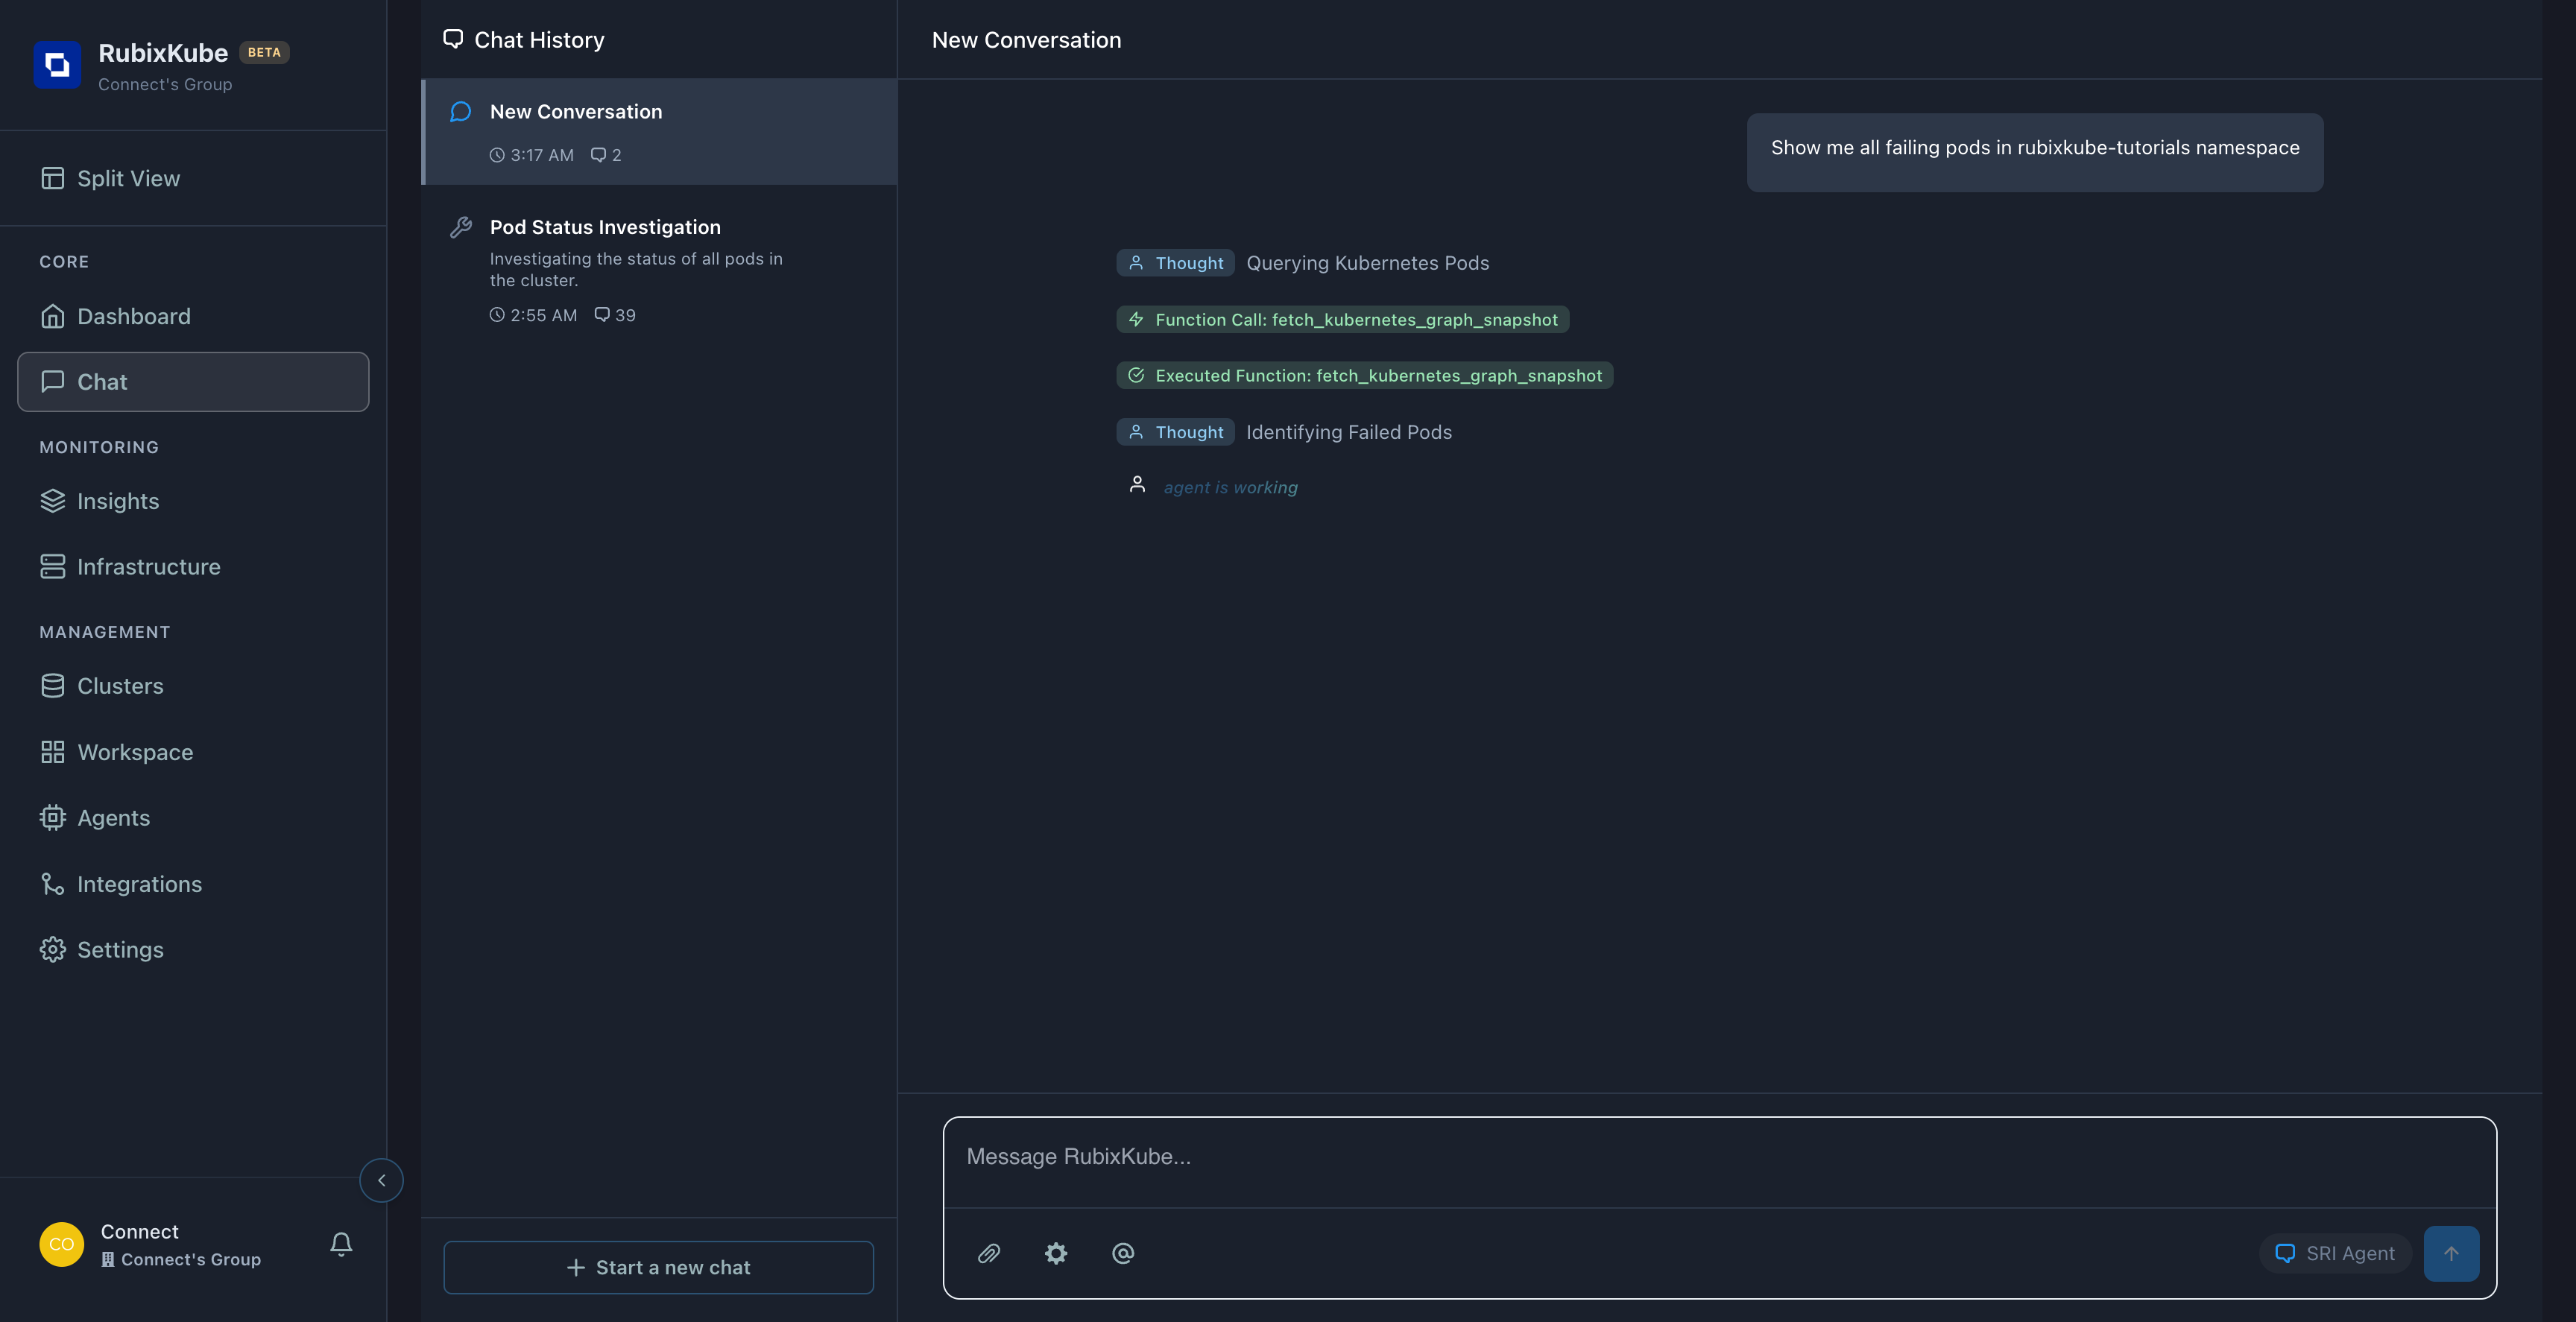 RubixKube BETA
Connect's Group
Split View
CORE
Dashboard
Chat
MONITORING
Insights
Infrastructure
MANAGEMENT
Clusters
Workspace
Agents
Integrations
Settings
CO
Connect
Connect's Group
Chat History
New Conversation
3:17 AM 2
Pod Status Investigation
Investigating the status of all pods in
the cluster.
2:55 AM 39
+ Start a new chat
New Conversation
Show me all failing pods in rubixkube-tutorials namespace
Thought Querying Kubernetes Pods
Function Call: fetch_kubernetes_graph_snapshot
Executed Function: fetch_kubernetes_graph_snapshot
Thought Identifying Failed Pods
agent is working
Message RubixKube...
@ SRI Agent